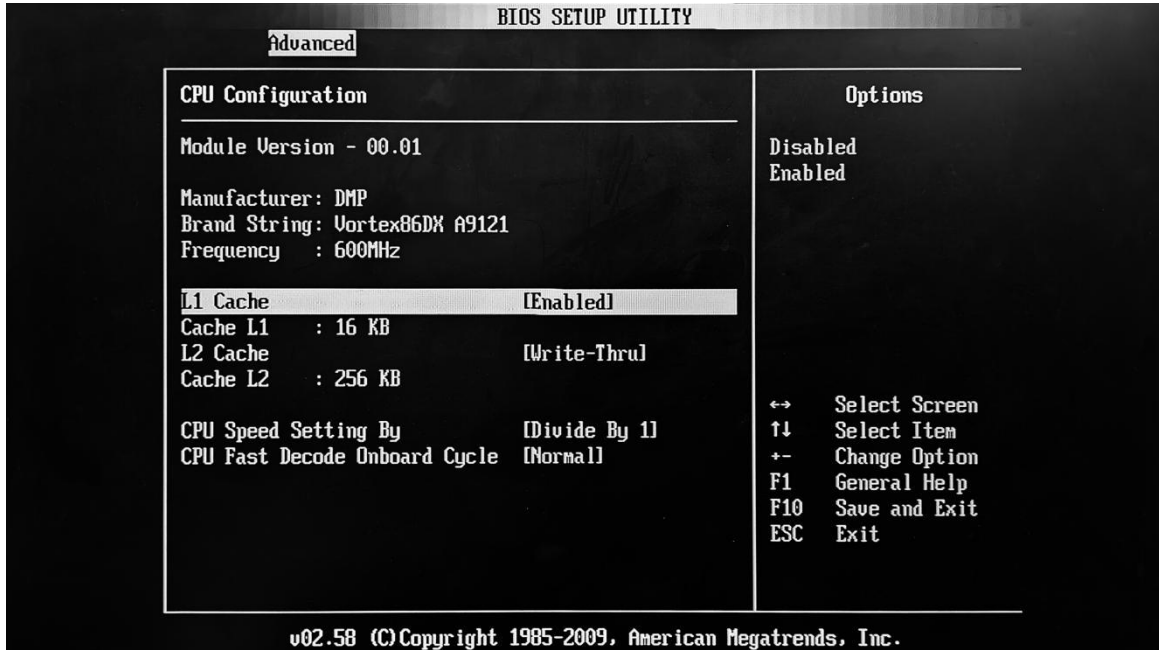 BIOS SETUP UTILITY
Advanced
CPU Configuration
Module Version - 00.01
Manufacturer: DMP
Brand String: Vortex86DX A9121
Frequency : 600MHz
L1 Cache [Enabled]
Cache L1 : 16 KB
L2 Cache [Write-Thru]
Cache L2 : 256 KB
CPU Speed Setting By [Divide By 1]
CPU Fast Decode Onboard Cycle [Normal]
Options
Disabled
Enabled
←→ Select Screen
↑↓ Select Item
+- Change Option
F1 General Help
F10 Save and Exit
ESC Exit
v02.58 (C)Copyright 1985-2009, American Megatrends, Inc.